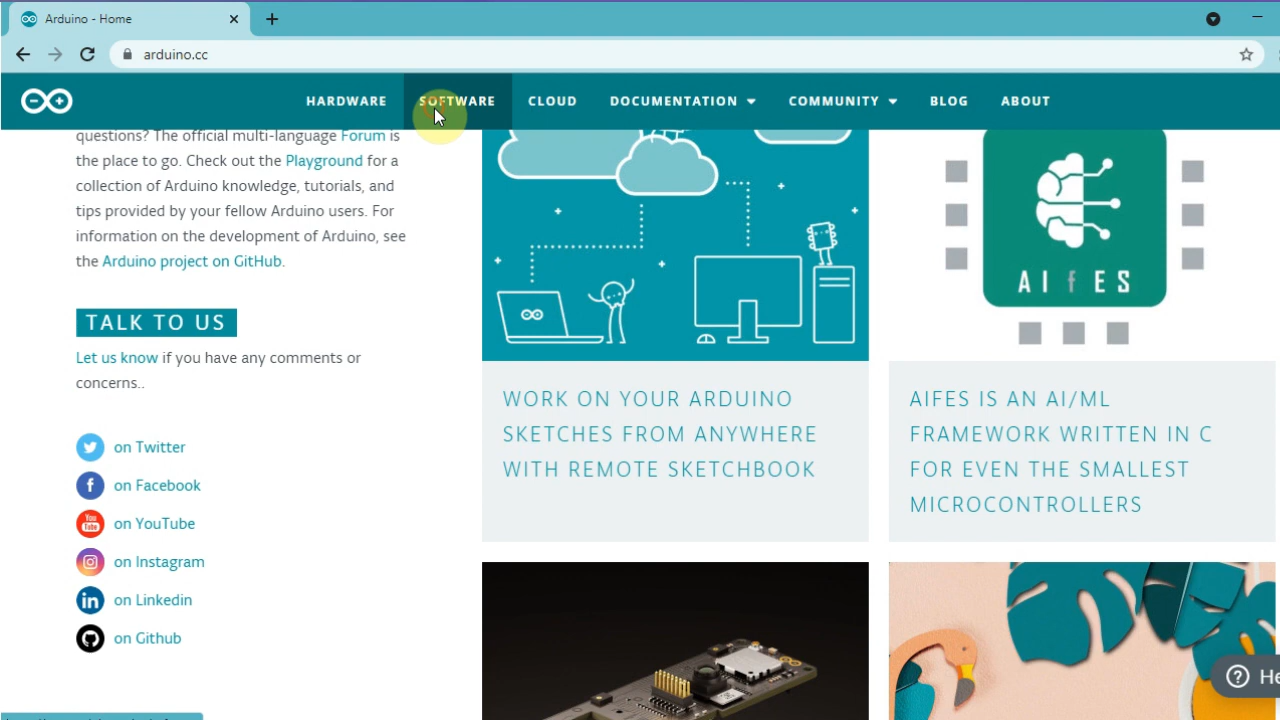 Arduino - Home
arduino.cc
HARDWARE SOFTWARE CLOUD DOCUMENTATION COMMUNITY BLOG ABOUT
questions? The official multi-language Forum is
the place to go. Check out the Playground for a
collection of Arduino knowledge, tutorials, and
tips provided by your fellow Arduino users. For
information on the development of Arduino, see
the Arduino project on GitHub.
TALK TO US
Let us know if you have any comments or
concerns..
on Twitter
on Facebook
You
Tube
on YouTube
on Instagram
in on Linkedin
on Github
WORK ON YOUR ARDUINO
SKETCHES FROM ANYWHERE
WITH REMOTE SKETCHBOOK
AIfES
AIFES IS AN AI/ML
FRAMEWORK WRITTEN IN C
FOR EVEN THE SMALLEST
MICROCONTROLLERS
He